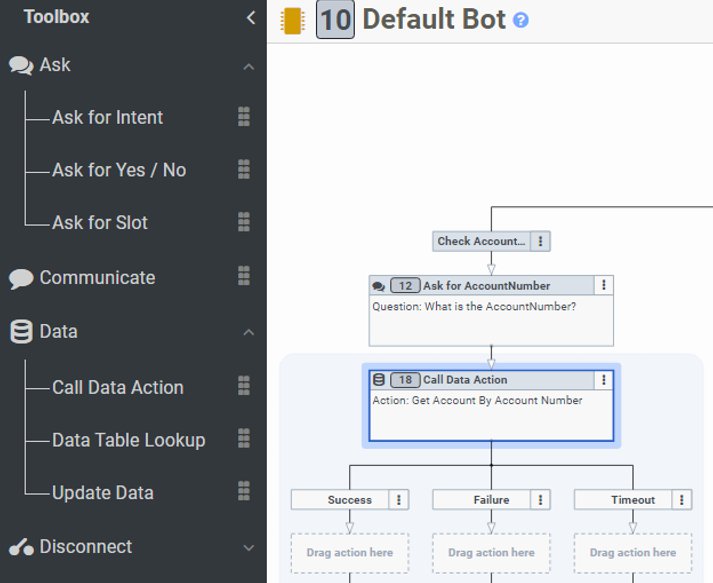 Toolbox
Ask
Ask for Intent
Ask for Yes / No
Ask for Slot
Communicate
Data
Call Data Action
Data Table Lookup
Update Data
Disconnect
10 Default Bot ?
Check Account...
12 Ask for AccountNumber
Question: What is the AccountNumber?
18 Call Data Action
Action: Get Account By Account Number
Success Failure Timeout
Drag action here Drag action here Drag action here